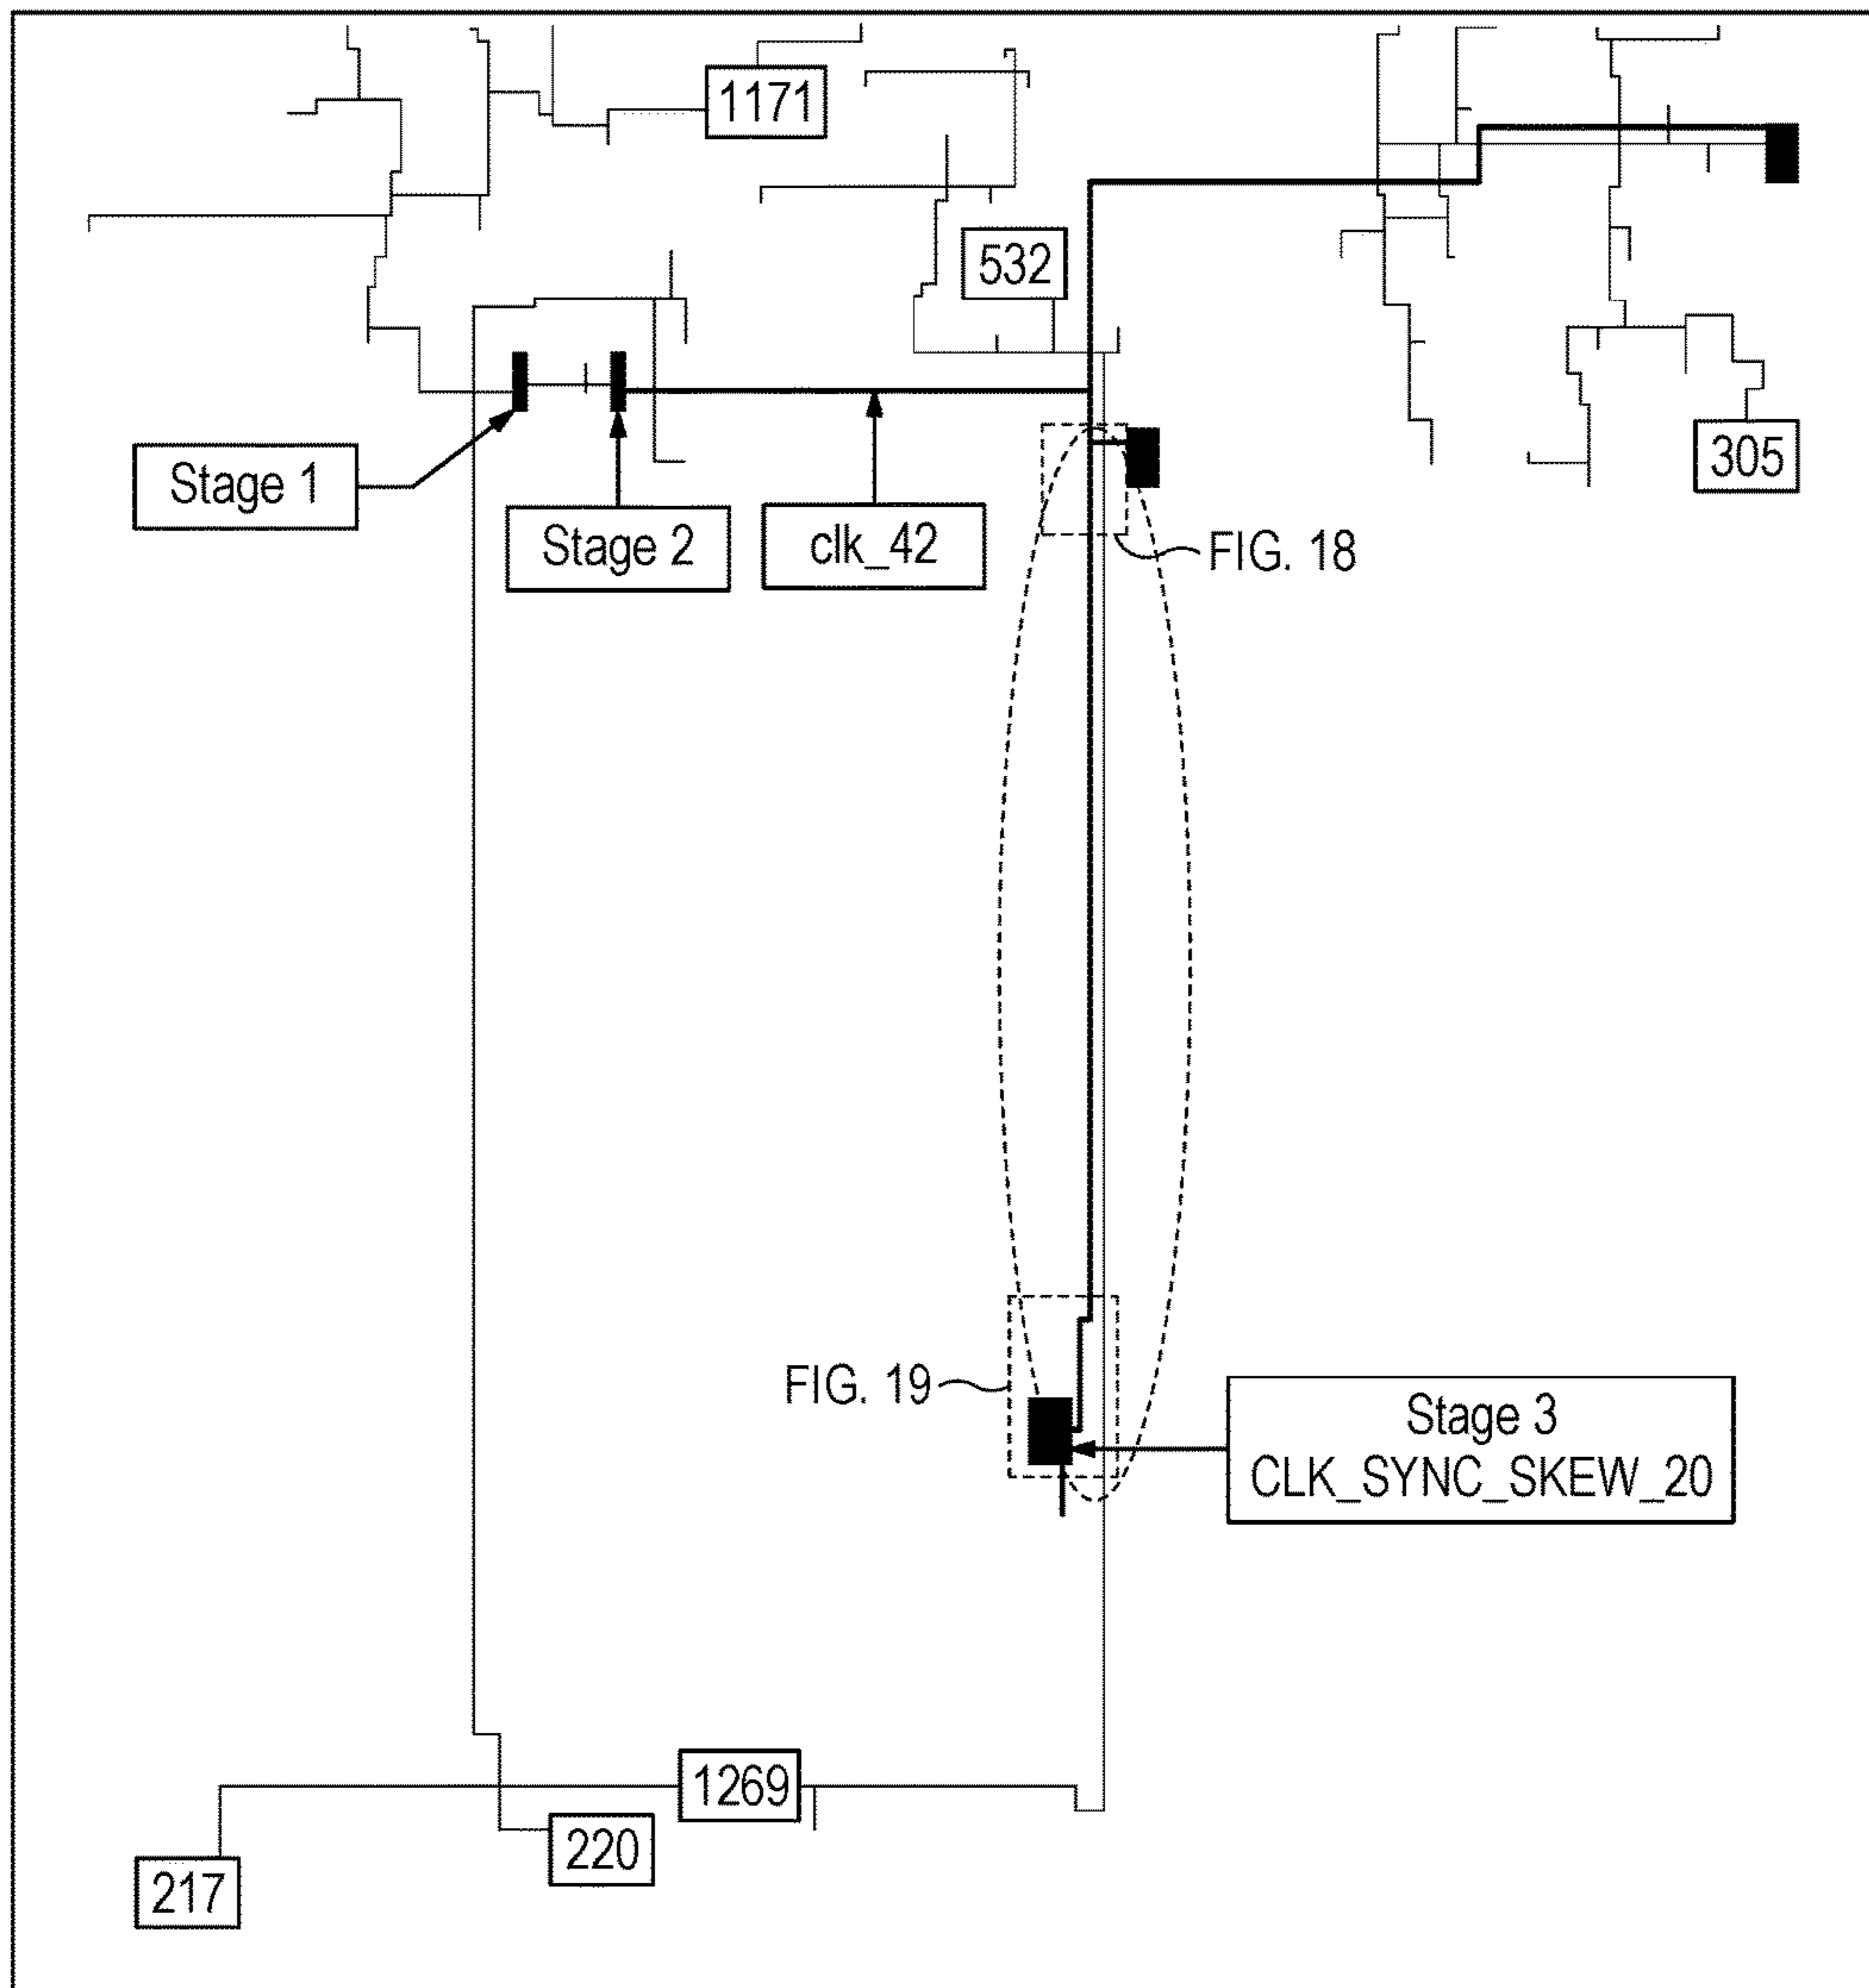 1171
532
305
Stage 1
Stage 2
clk_42
FIG. 18
FIG. 19
Stage 3
CLK_SYNC_SKEW_20
1269
220
217